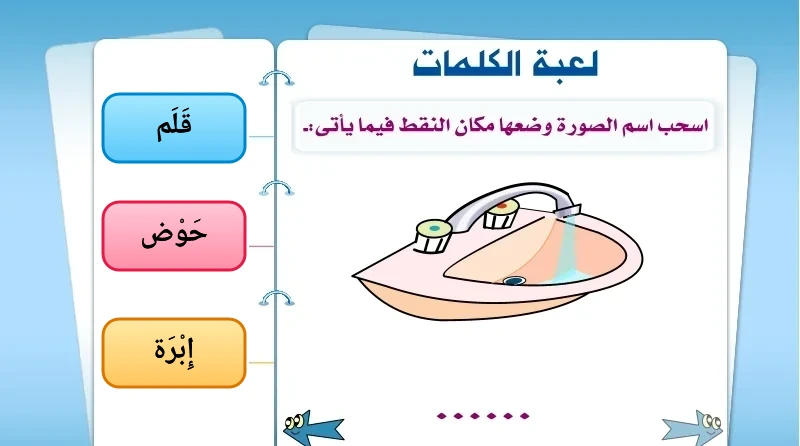 لعبة الكلمات
اسحب اسم الصورة وضعها مكان النقط فيما يأتى :ـ
قَلَم
حَوْض
إِبْرَة
......